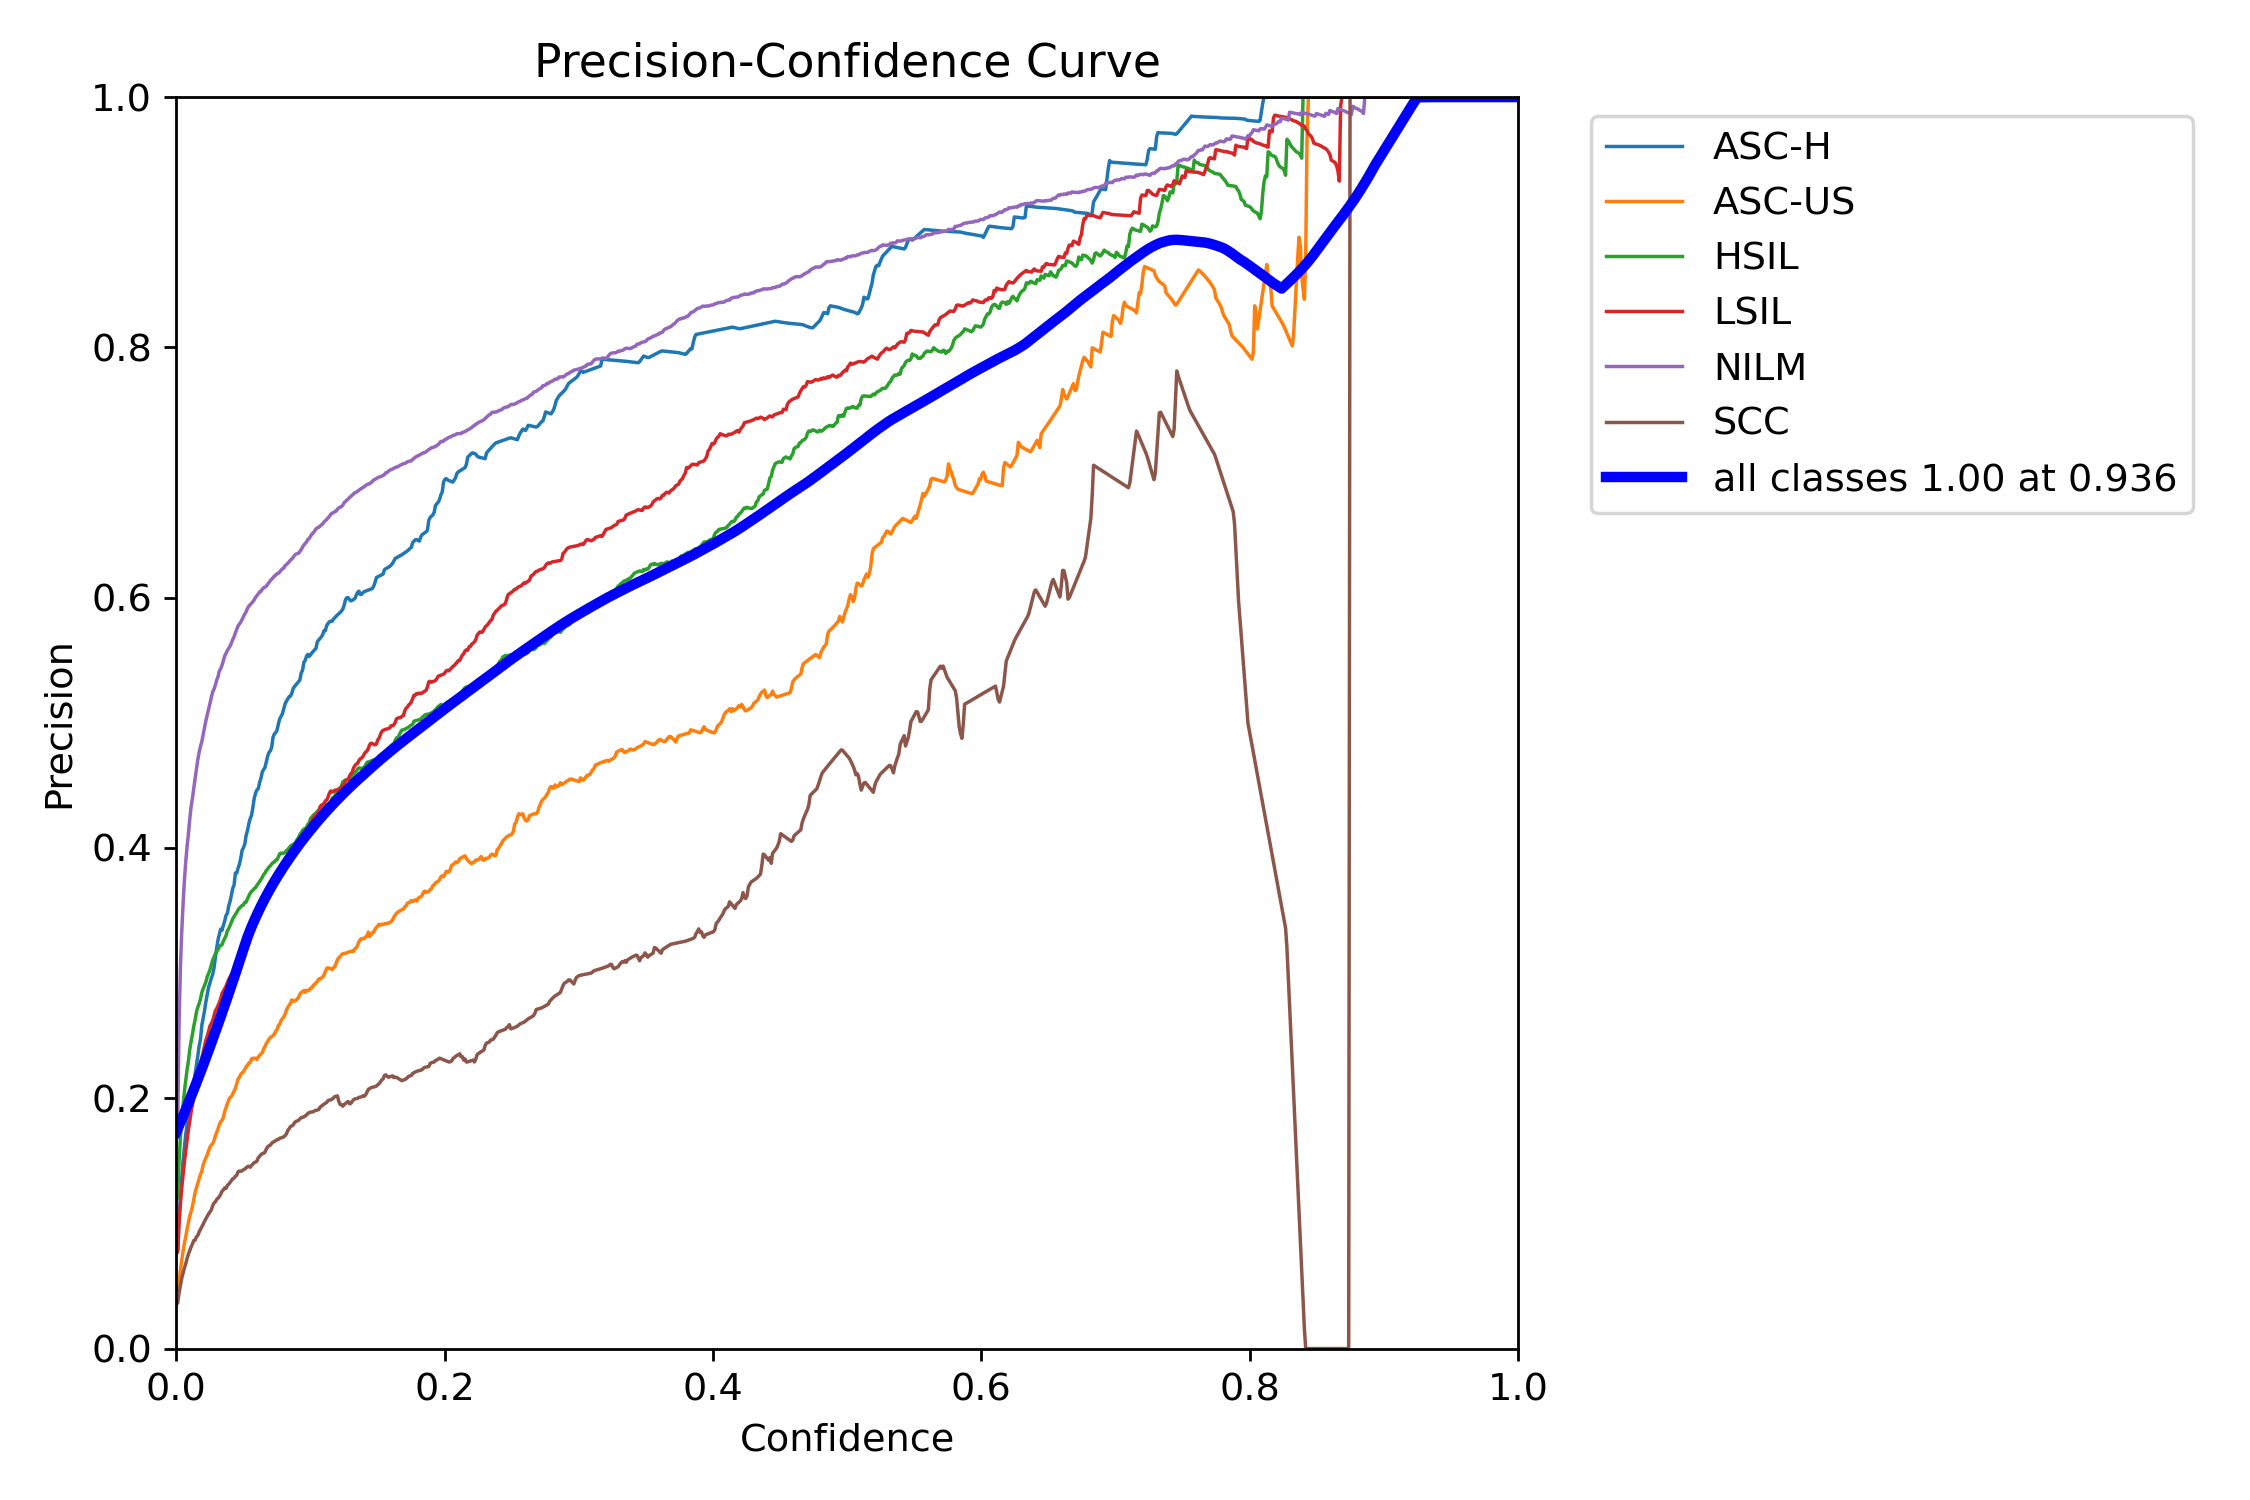 Precision-Confidence Curve
1.0
0.8
0.6
0.4
0.2
0.0
Precision
0.0 0.2 0.4 0.6 0.8 1.0
Confidence
ASC-H
ASC-US
HSIL
LSIL
NILM
SCC
all classes 1.00 at 0.936